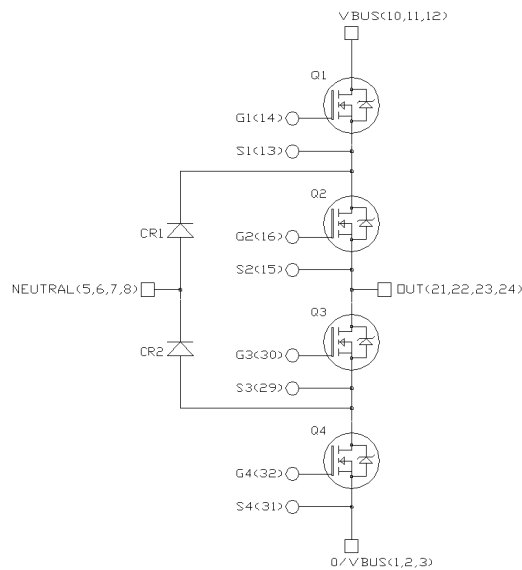 VBUS(10,11,12)
Q1
G1(14)
S1(13)
Q2
CR1
G2(16)
S2(15)
NEUTRAL(5,6,7,8)
OUT(21,22,23,24)
Q3
CR2
G3(30)
S3(29)
Q4
G4(32)
S4(31)
0/VBUS(1,2,3)